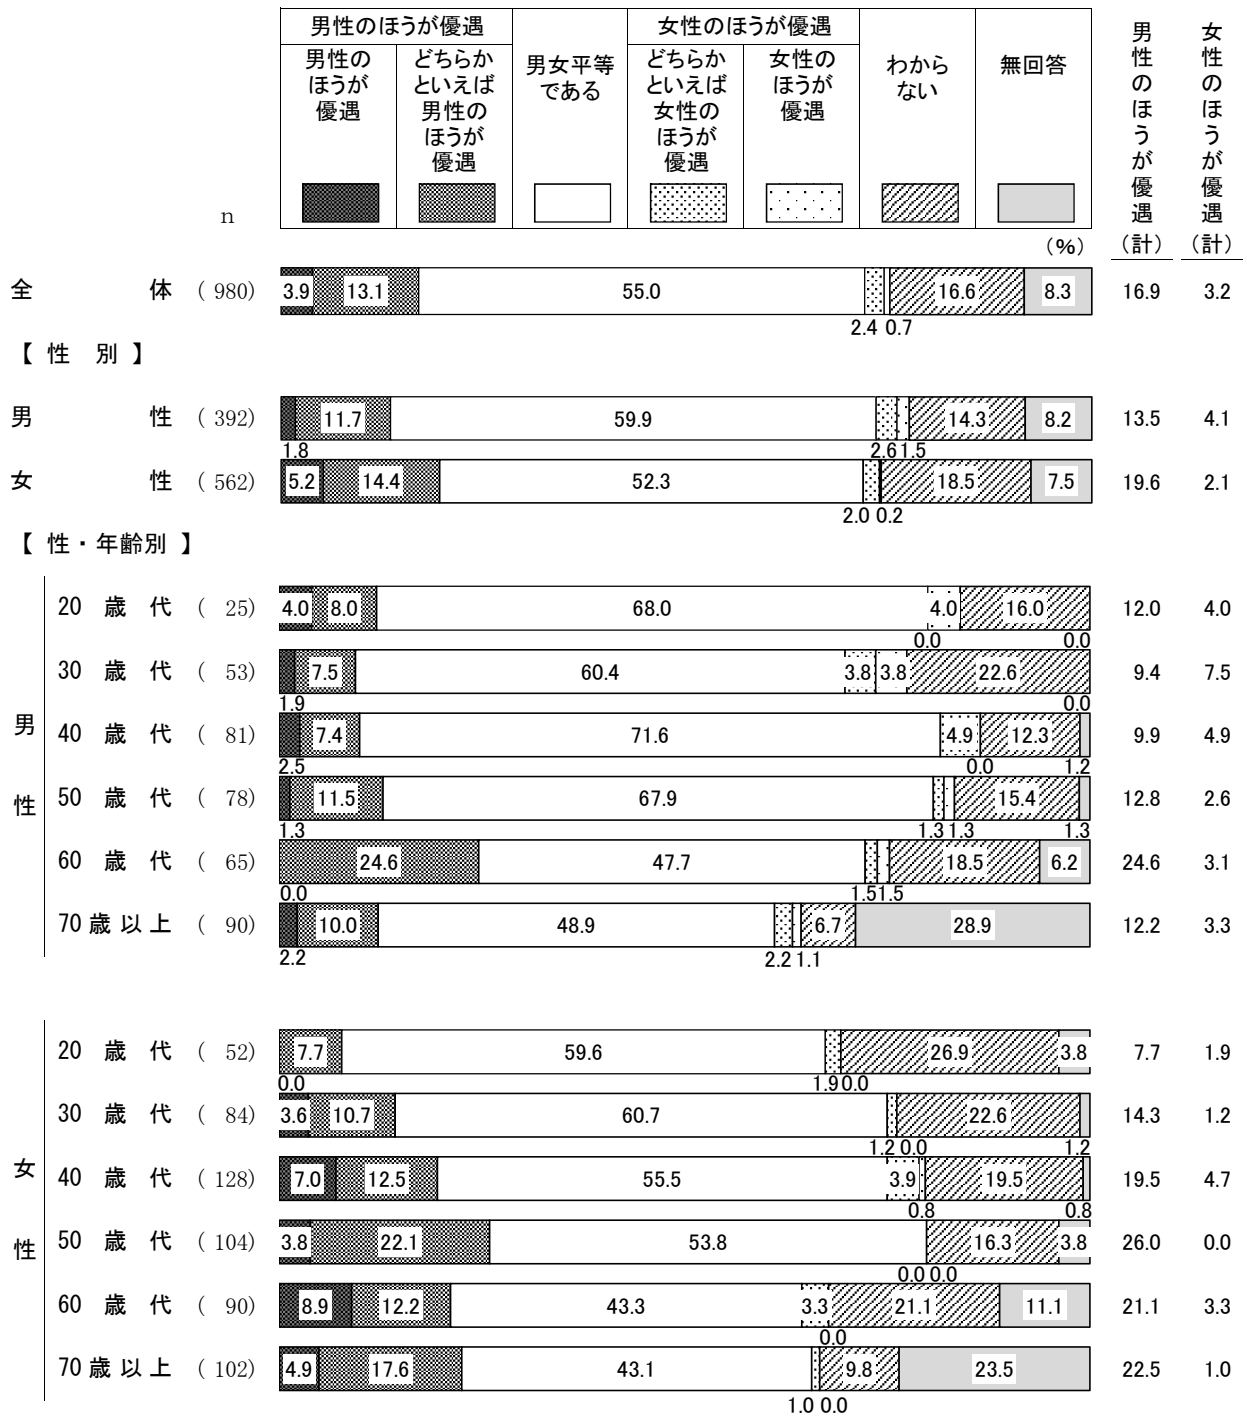 男性のほうが優遇 女性のほうが優遇
男性の
ほうが
優遇
どちらか
といえば
男性の
ほうが
優遇
男女平等
である
どちらか
といえば
女性の
ほうが
優遇
女性の
ほうが
優遇
わから
ない
無回答
男性のほうが優遇(計)
女性のほうが優遇(計)
n
(%)
全体 ( 980) 3.9 13.1 55.0 16.6 8.3 16.9 3.2
2.4 0.7
【 性 別 】
男性 ( 392) 11.7 59.9 14.3 8.2 13.5 4.1
1.8 2.6 1.5
女性 ( 562) 5.2 14.4 52.3 18.5 7.5 19.6 2.1
2.0 0.2
【 性・年齢別 】
男性
20 歳 代 ( 25) 4.0 8.0 68.0 4.0 16.0 12.0 4.0
0.0 0.0
30 歳 代 ( 53) 7.5 60.4 3.8 3.8 22.6 9.4 7.5
1.9 0.0
40 歳 代 ( 81) 7.4 71.6 4.9 12.3 9.9 4.9
2.5 0.0 1.2
50 歳 代 ( 78) 11.5 67.9 15.4 12.8 2.6
1.3 1.3 1.3 1.3
60 歳 代 ( 65) 24.6 47.7 18.5 6.2 24.6 3.1
0.0 1.5 1.5
70 歳 以 上 ( 90) 10.0 48.9 6.7 28.9 12.2 3.3
2.2 2.2 1.1
女性
20 歳 代 ( 52) 7.7 59.6 26.9 3.8 7.7 1.9
0.0 1.9 0.0
30 歳 代 ( 84) 3.6 10.7 60.7 22.6 14.3 1.2
1.2 0.0 1.2
40 歳 代 ( 128) 7.0 12.5 55.5 3.9 19.5 19.5 4.7
0.8 0.8
50 歳 代 ( 104) 3.8 22.1 53.8 16.3 3.8 26.0 0.0
0.0 0.0
60 歳 代 ( 90) 8.9 12.2 43.3 3.3 21.1 11.1 21.1 3.3
0.0
70 歳 以 上 ( 102) 4.9 17.6 43.1 9.8 23.5 22.5 1.0
1.0 0.0